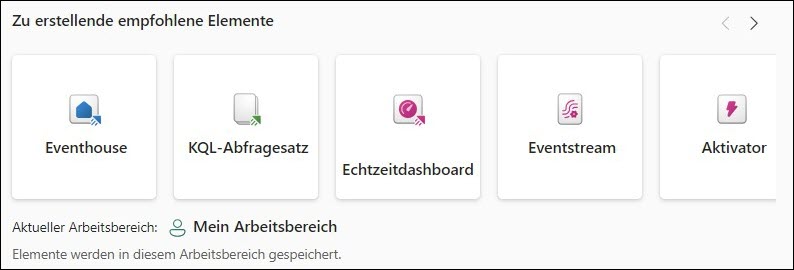 Zu erstellende empfohlene Elemente
Eventhouse
KQL-Abfragesatz
Echtzeitdashboard
Eventstream
Aktivator
Aktueller Arbeitsbereich: Mein Arbeitsbereich
Elemente werden in diesem Arbeitsbereich gespeichert.